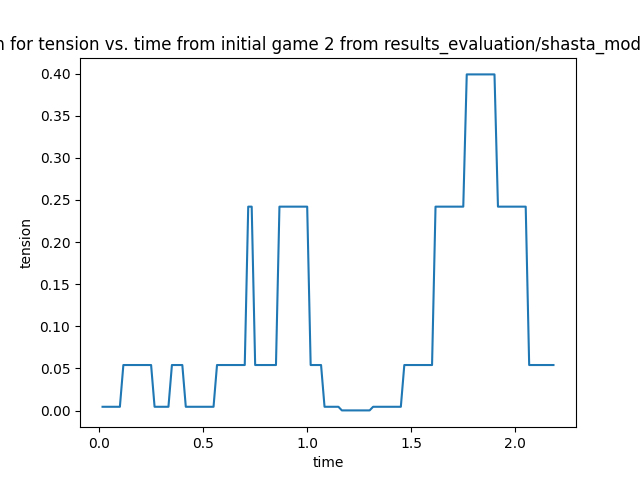 for tension vs. time from initial game 2 from results_evaluation/shasta_mod
0.40
0.35
0.30
0.25
0.20
0.15
0.10
0.05
0.00
tension
0.0 0.5 1.0 1.5 2.0
time